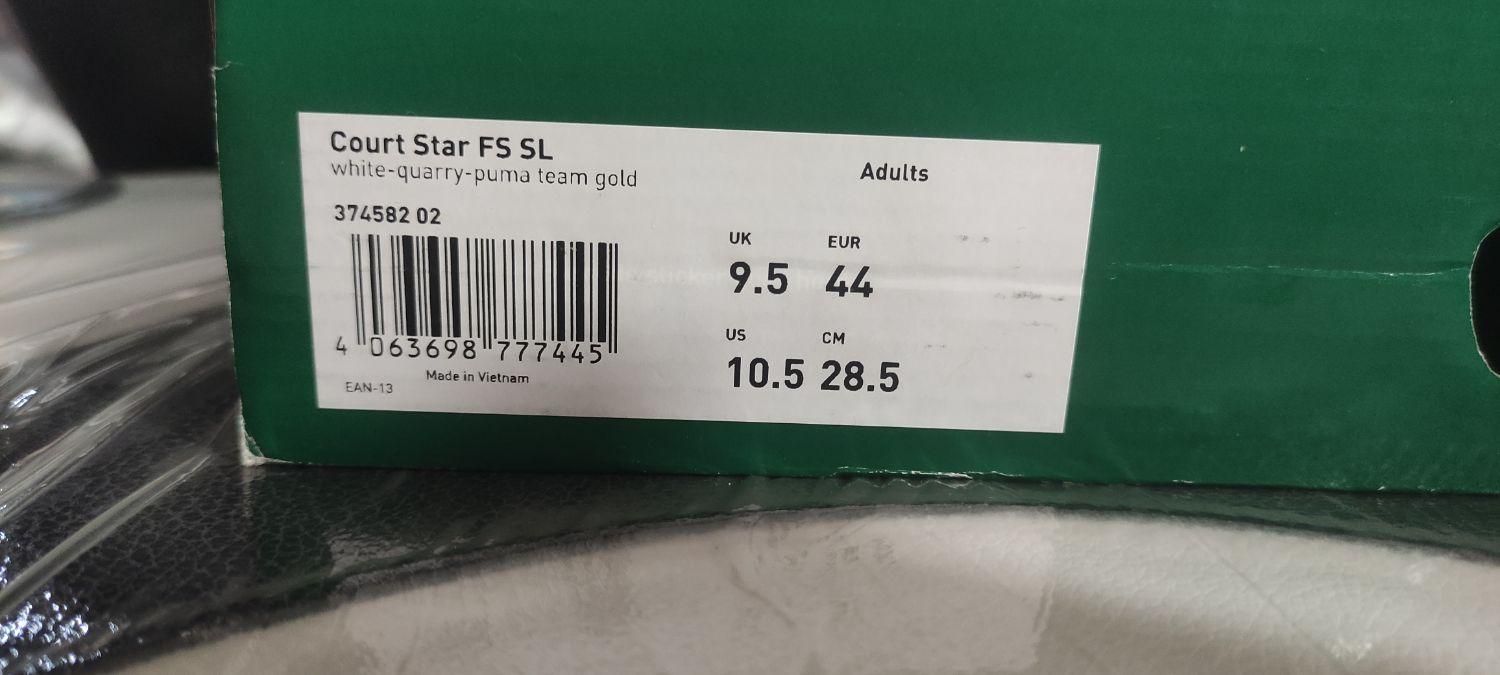 Court Star FS SL
white-quarry-puma team gold
Adults
374582 02
4 063698 777445
EAN-13
Made in Vietnam
UK EUR
9.5 44
US CM
10.5 28.5